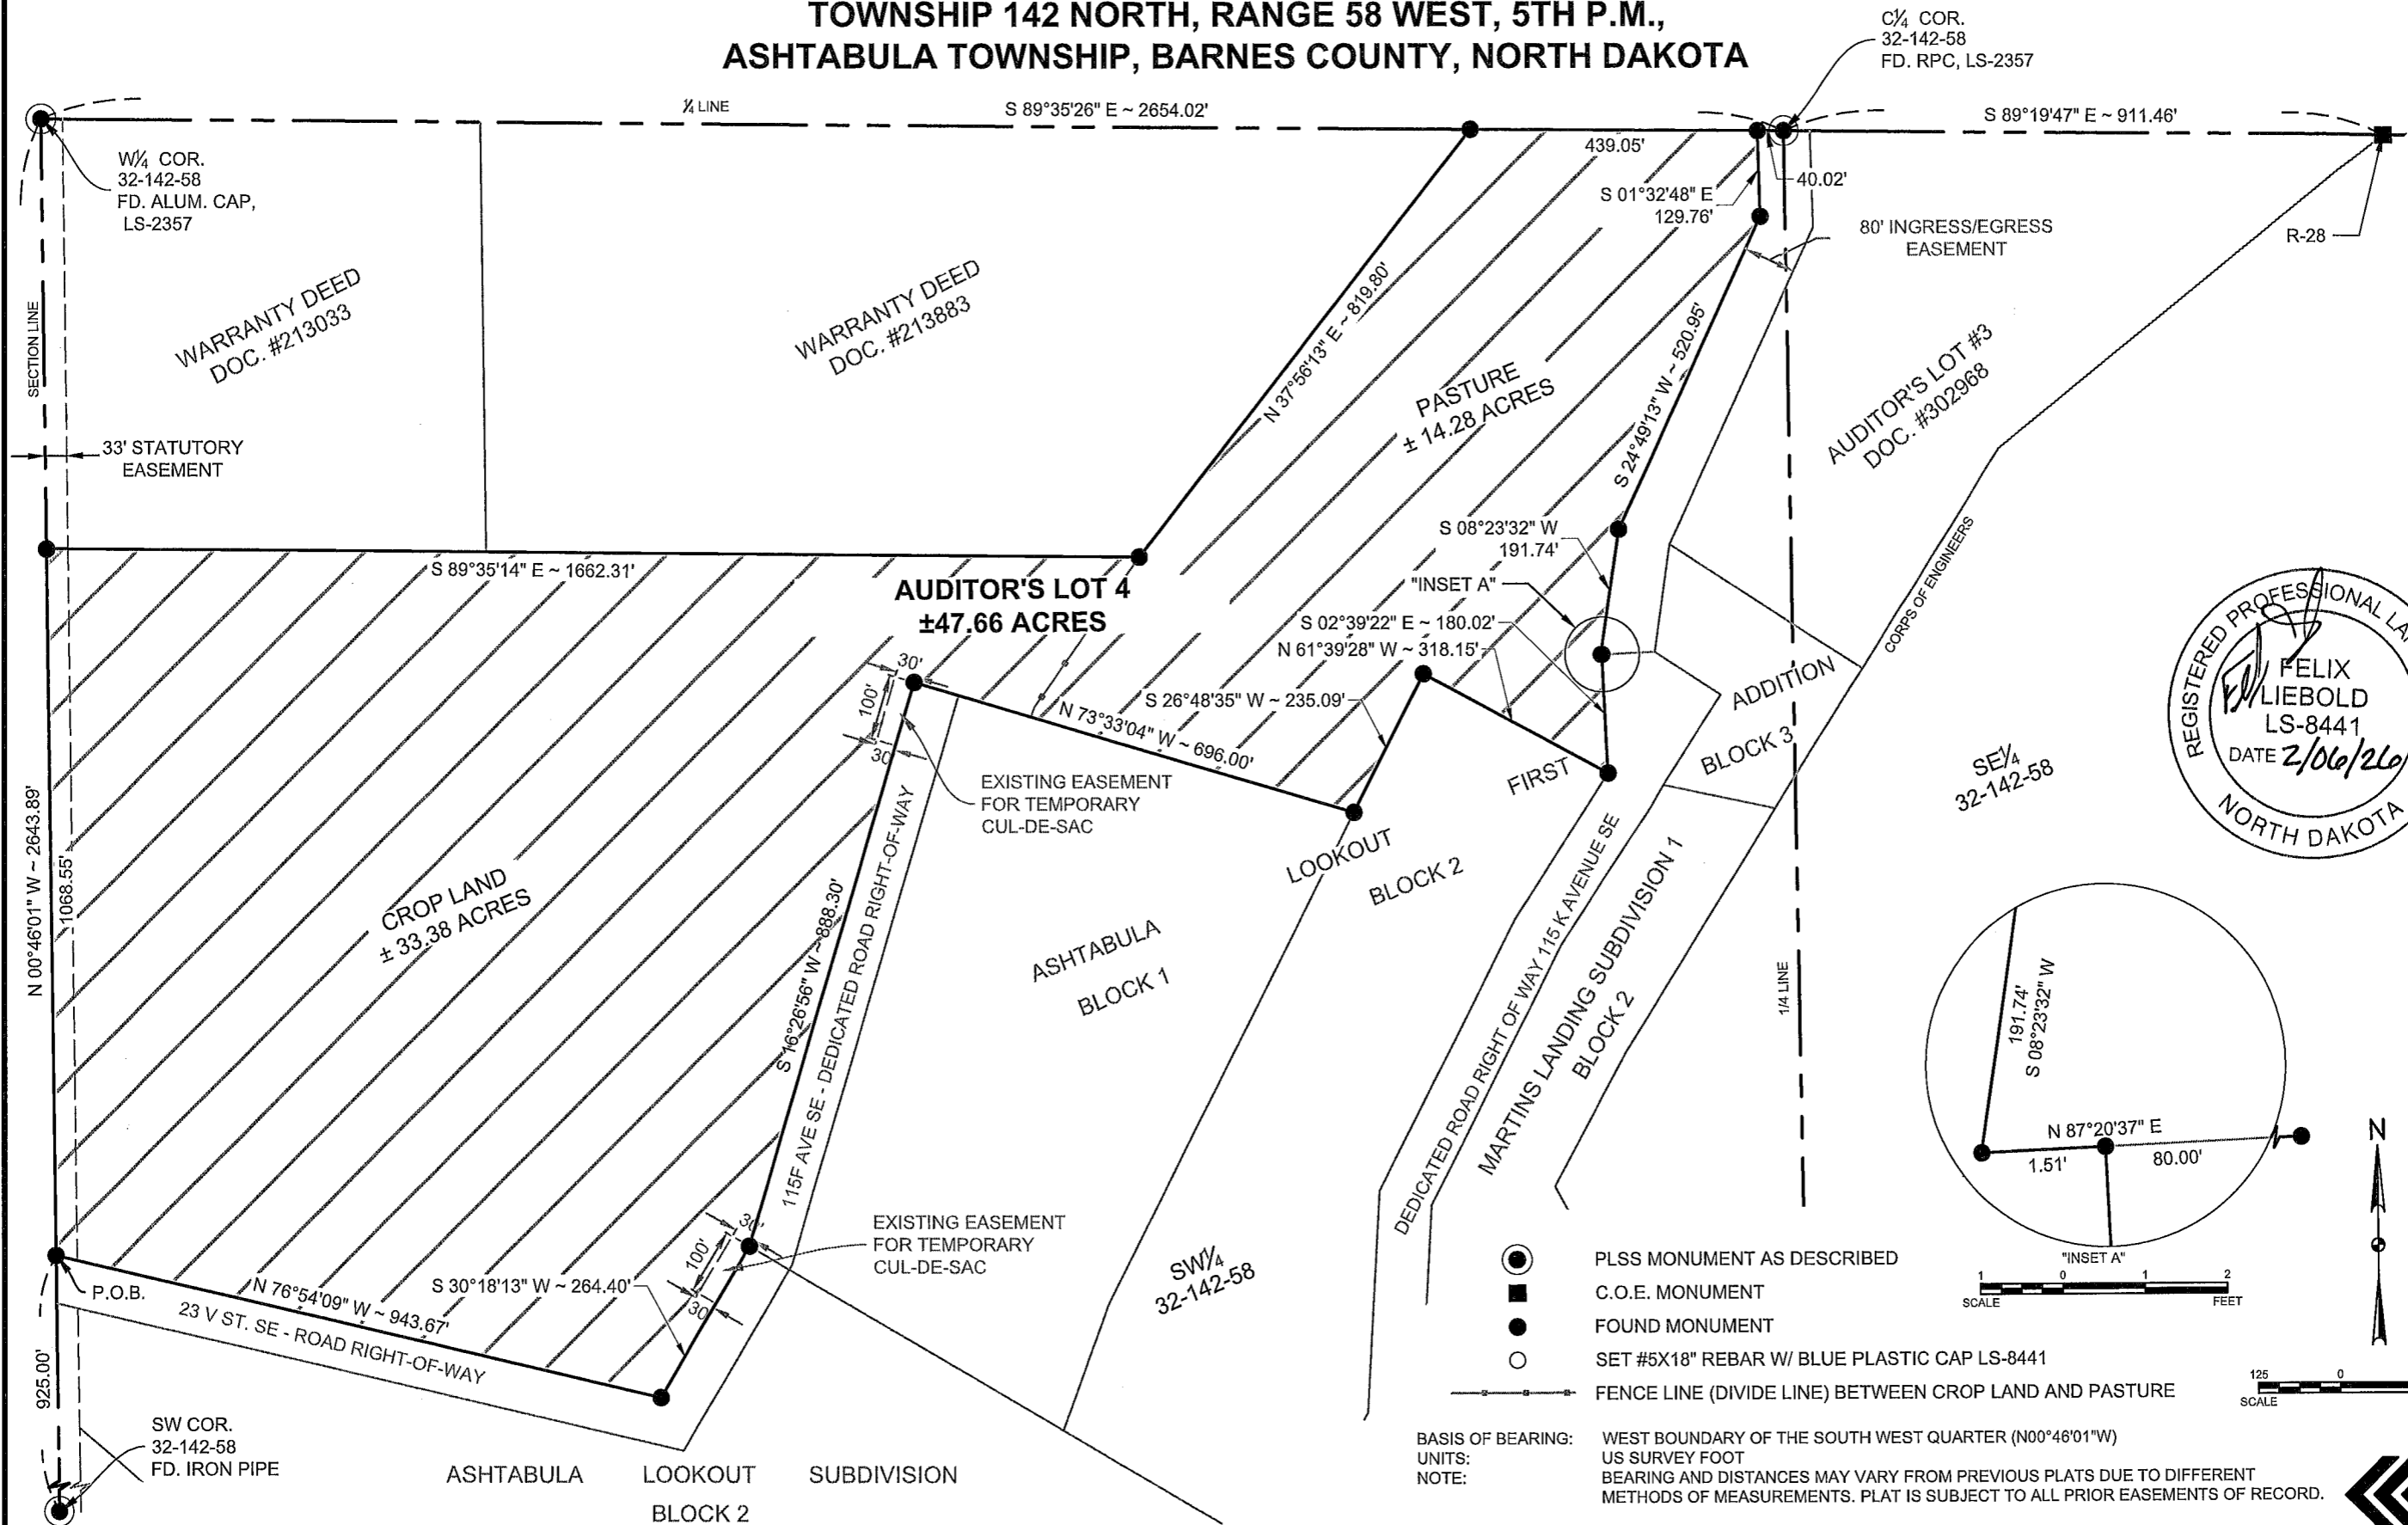 TOWNSHIP 142 NORTH, RANGE 58 WEST, 5TH P.M.,
ASHTABULA TOWNSHIP, BARNES COUNTY, NORTH DAKOTA
C¼ COR.
32-142-58
FD. RPC, LS-2357
¼ LINE
S 89°35'26" E ~ 2654.02'
S 89°19'47" E ~ 911.46'
439.05'
40.02'
W¼ COR.
32-142-58
FD. ALUM. CAP,
LS-2357
S 01°32'48" E
129.76'
80' INGRESS/EGRESS
EASEMENT
R-28
SECTION LINE
WARRANTY DEED
DOC. #213033
WARRANTY DEED
DOC. #213883
N 37°56'13" E ~ 819.80'
PASTURE
± 14.28 ACRES
S 24°49'13" W ~ 520.95'
AUDITOR'S LOT #3
DOC. #302968
33' STATUTORY
EASEMENT
S 89°35'14" E ~ 1662.31'
AUDITOR'S LOT 4
±47.66 ACRES
S 08°23'32" W
191.74'
"INSET A"
S 02°39'22" E ~ 180.02'
N 61°39'28" W ~ 318.15'
S 26°48'35" W ~ 235.09'
N 73°33'04" W ~ 696.00'
CORPS OF ENGINEERS
REGISTERED PROFESSIONAL
FELIX
LIEBOLD
LS-8441
DATE 2/06/26
NORTH DAKOTA
30'
100'
30'
EXISTING EASEMENT
FOR TEMPORARY
CUL-DE-SAC
ADDITION
BLOCK 3
FIRST
SE¼
32-142-58
LOOKOUT
BLOCK 2
N 00°46'01" W ~ 2643.89'
1068.55'
CROP LAND
± 33.38 ACRES
S 16°26'56" W ~ 888.30'
115F AVE SE - DEDICATED ROAD RIGHT-OF-WAY
ASHTABULA
BLOCK 1
DEDICATED ROAD RIGHT OF WAY 115 K AVENUE SE
MARTINS LANDING SUBDIVISION 1
BLOCK 2
1/4 LINE
191.74'
S 08°23'32" W
N 87°20'37" E
1.51'
80.00'
"INSET A"
1 0 1 2
SCALE FEET
N
P.O.B.
N 76°54'09" W ~ 943.67'
23 V ST. SE - ROAD RIGHT-OF-WAY
S 30°18'13" W ~ 264.40'
30'
100'
30'
EXISTING EASEMENT
FOR TEMPORARY
CUL-DE-SAC
SW¼
32-142-58
925.00'
SW COR.
32-142-58
FD. IRON PIPE
ASHTABULA LOOKOUT SUBDIVISION
BLOCK 2
PLSS MONUMENT AS DESCRIBED
C.O.E. MONUMENT
FOUND MONUMENT
SET #5X18" REBAR W/ BLUE PLASTIC CAP LS-8441
FENCE LINE (DIVIDE LINE) BETWEEN CROP LAND AND PASTURE
125 0
SCALE
BASIS OF BEARING: WEST BOUNDARY OF THE SOUTH WEST QUARTER (N00°46'01"W)
UNITS: US SURVEY FOOT
NOTE: BEARING AND DISTANCES MAY VARY FROM PREVIOUS PLATS DUE TO DIFFERENT
METHODS OF MEASUREMENTS. PLAT IS SUBJECT TO ALL PRIOR EASEMENTS OF RECORD.